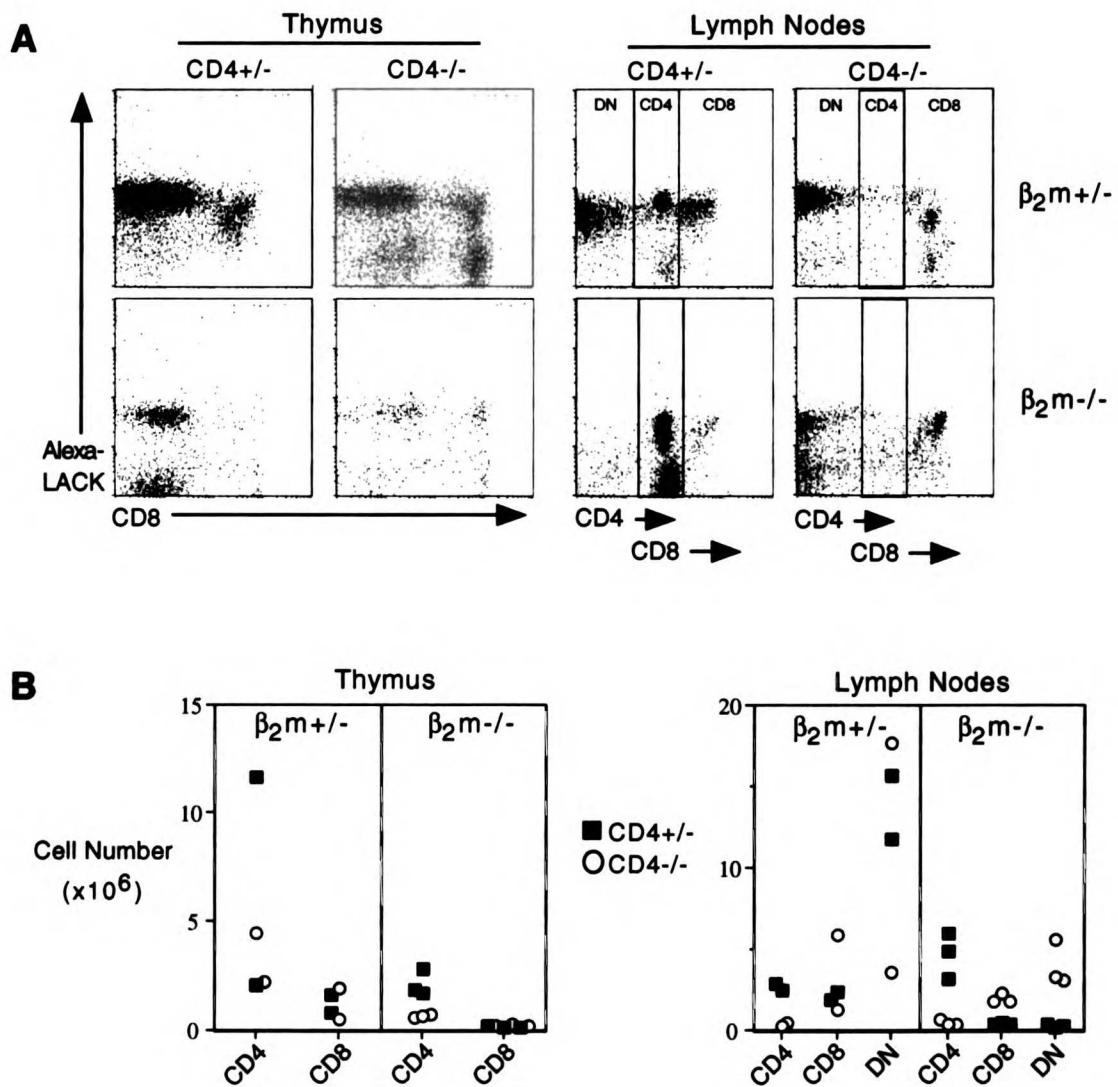 A
Thymus
Lymph Nodes
CD4+/-
CD4-/-
CD4+/-
CD4-/-
DN
CD4
CD8
DN
CD4
CD8
β₂m+/-
β₂m-/-
Alexa-
LACK
CD8
CD4
CD8
CD4
CD8
B
Thymus
Lymph Nodes
15
β₂m+/-
β₂m-/-
10
5
0
Cell Number
(x10⁶)
CD4
CD8
CD4
CD8
CD4+/-
CD4-/-
20
β₂m+/-
β₂m-/-
10
0
CD4
CD8
DN
CD4
CD8
DN